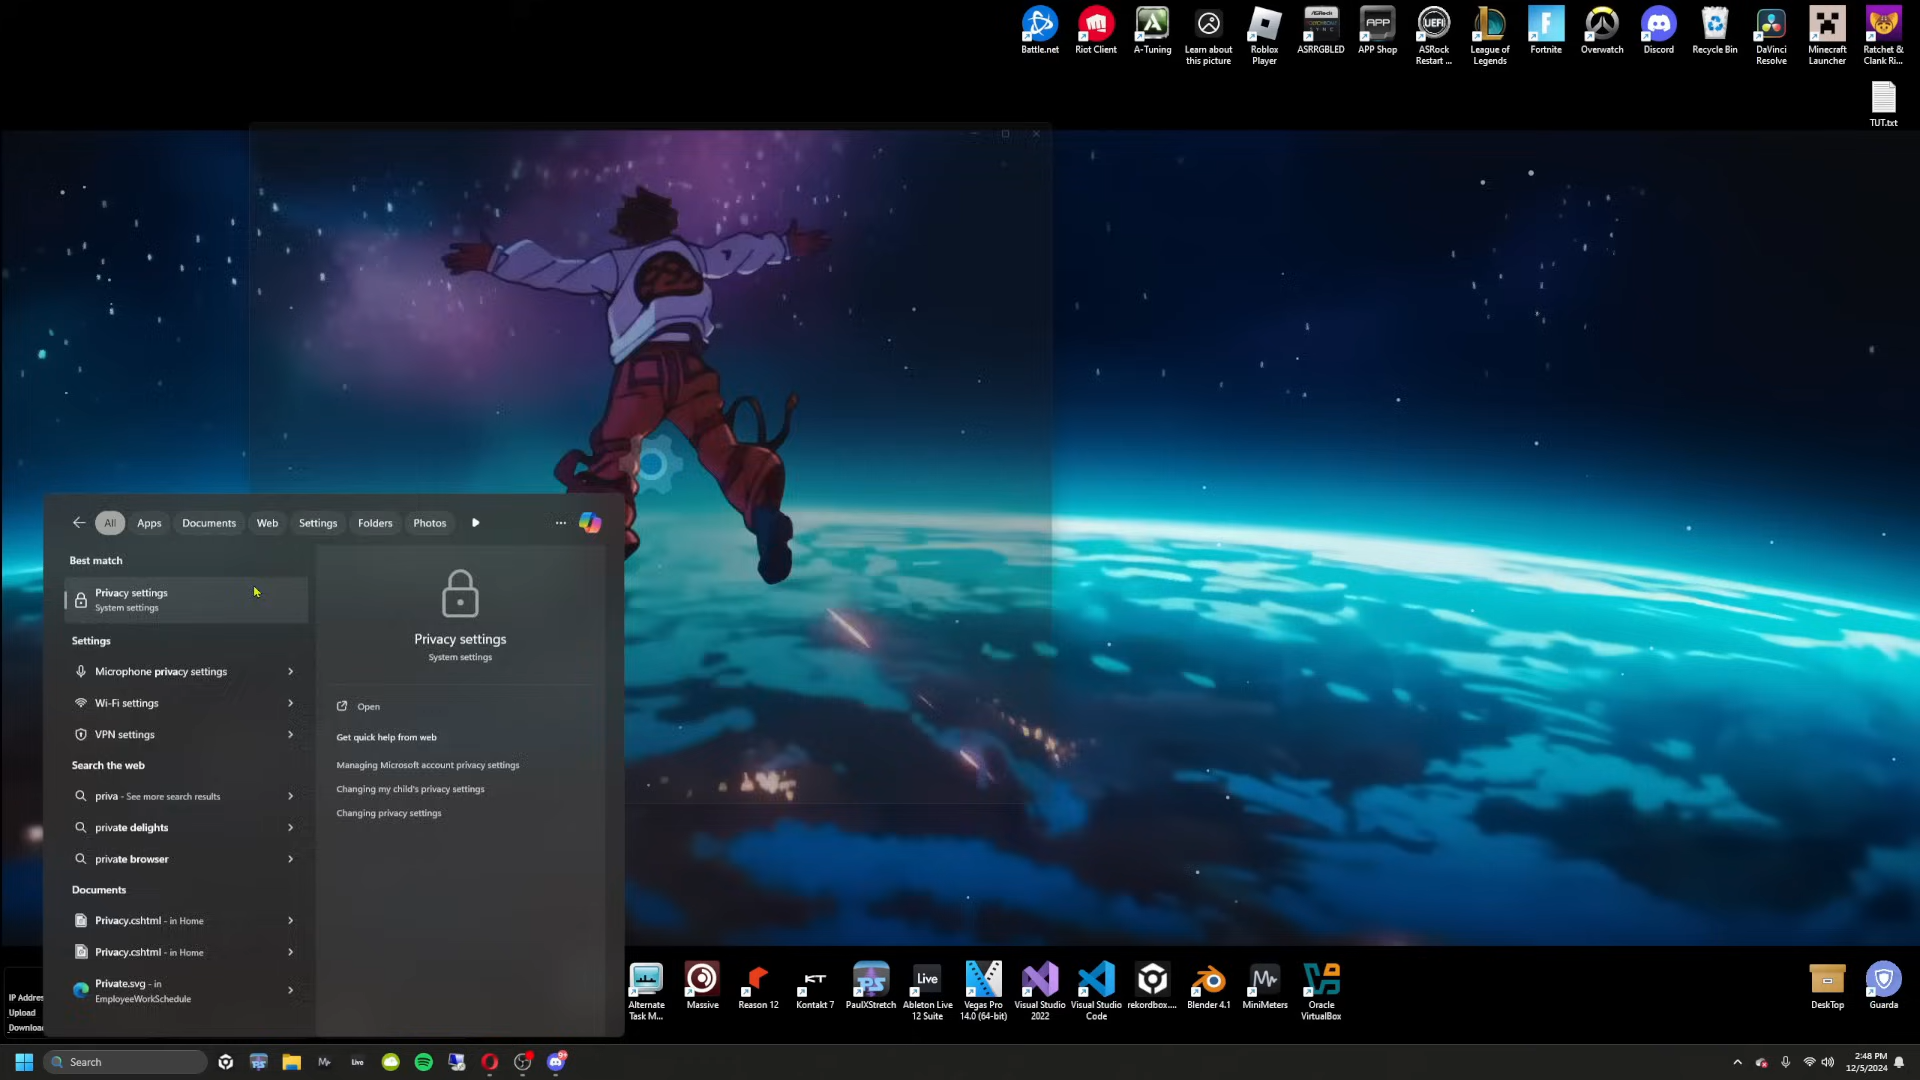 Battle.net
Riot Client
A-Tuning
Learn about
this picture
Roblox
Player
ASRRGBLED
APP Shop
ASRock
Restart ...
League of
Legends
Fortnite
Overwatch
Discord
Recycle Bin
DaVinci
Resolve
Minecraft
Launcher
Ratchet &
Clank Ri...
TUT.txt
All
Apps
Documents
Web
Settings
Folders
Photos
Best match
Privacy settings
System settings
Settings
Microphone privacy settings
Wi-Fi settings
VPN settings
Search the web
priva - See more search results
private delights
private browser
Documents
Privacy.cshtml - in Home
Privacy.cshtml - in Home
Private.svg - in
EmployeeWorkSchedule
Privacy settings
System settings
Open
Get quick help from web
Managing Microsoft account privacy settings
Changing my child's privacy settings
Changing privacy settings
IP Addres
Upload
Download
Alternate
Task M...
Massive
Reason 12
Kontakt 7
PaulXStretch
Ableton Live
12 Suite
Vegas Pro
14.0 (64-bit)
Visual Studio
2022
Visual Studio
Code
rekordbox....
Blender 4.1
MiniMeters
Oracle
VirtualBox
DeskTop
Guarda
Search
2:48 PM
12/5/2024